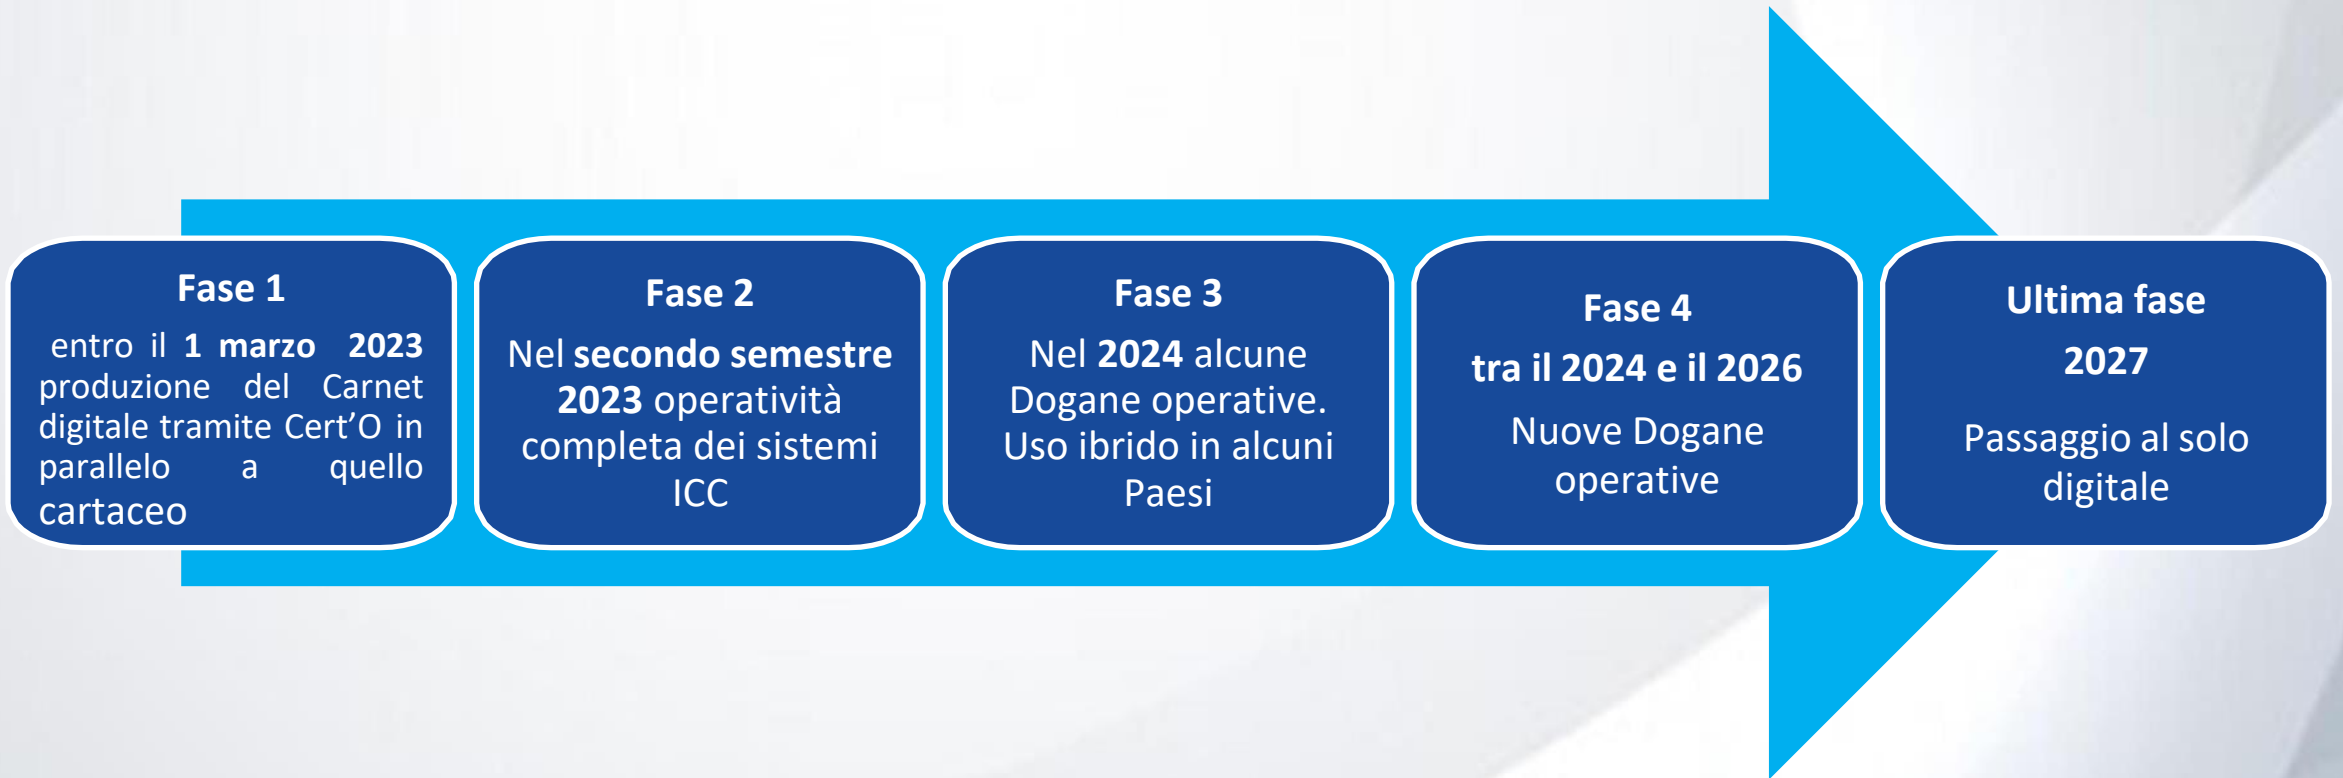 Fase 1
entro il 1 marzo 2023
produzione del Carnet
digitale tramite Cert’O in
parallelo a quello
cartaceo
Fase 2
Nel secondo semestre
2023 operatività
completa dei sistemi
ICC
Fase 3
Nel 2024 alcune
Dogane operative.
Uso ibrido in alcuni
Paesi
Fase 4
tra il 2024 e il 2026
Nuove Dogane
operative
Ultima fase
2027
Passaggio al solo
digitale